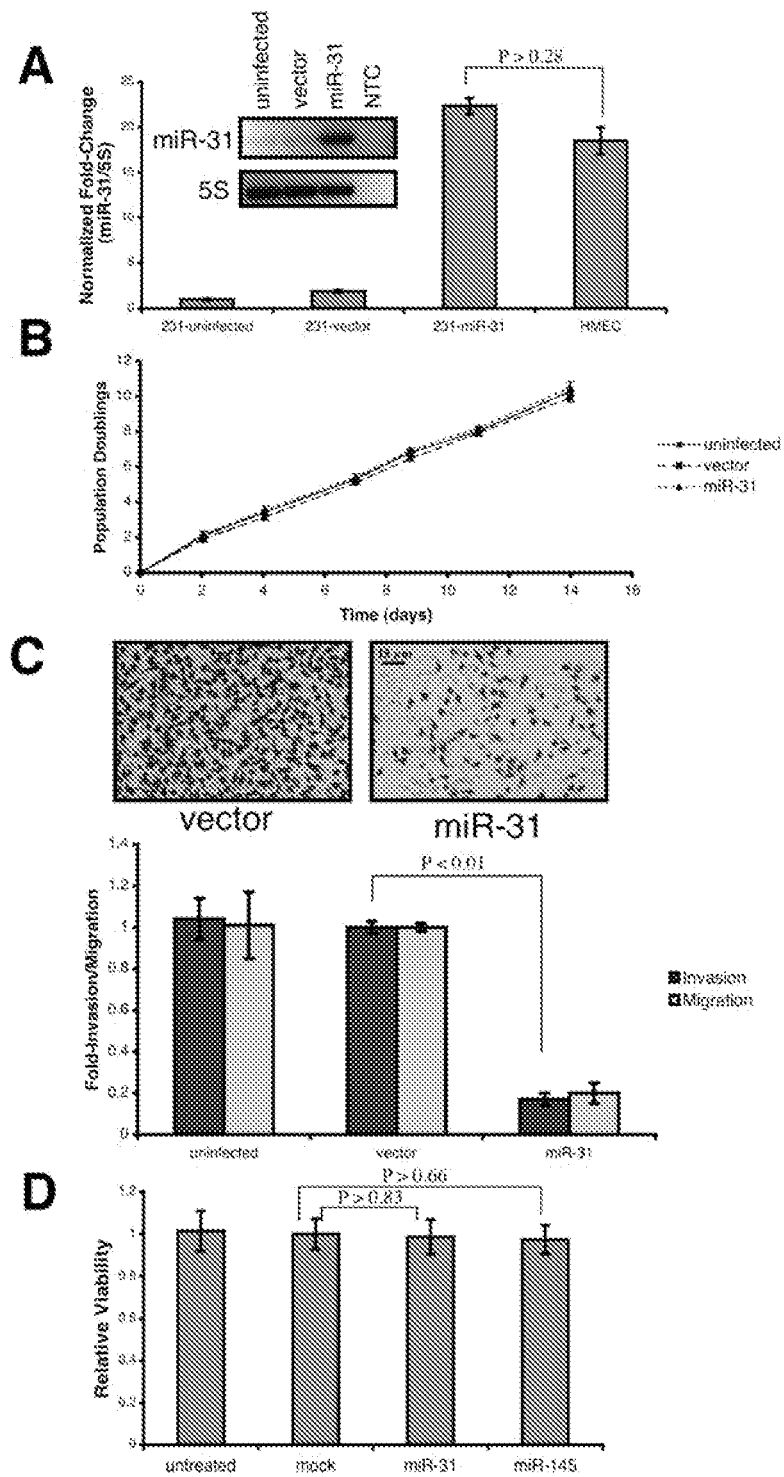 A
uninfected
vector
miR-31
NTC
P > 0.28
miR-31
5S
Normalized Fold-Change
(miR-31/5S)
25
20
15
5
0
231-uninfected
231-vector
231-miR-31
HMEC
B
12
10
8
6
4
2
0
Population Doublings
uninfected
vector
miR-31
0
2
4
6
8
10
12
14
16
Time (days)
C
vector
miR-31
1.4
1.2
1
0.8
0.6
0.4
0.2
0
Fold-Invasion/Migration
P < 0.01
Invasion
Migration
uninfected
vector
miR-31
D
P > 0.66
P > 0.83
1.2
1
0.8
0.6
0.4
0.2
0
Relative Viability
untreated
mock
miR-31
miR-145